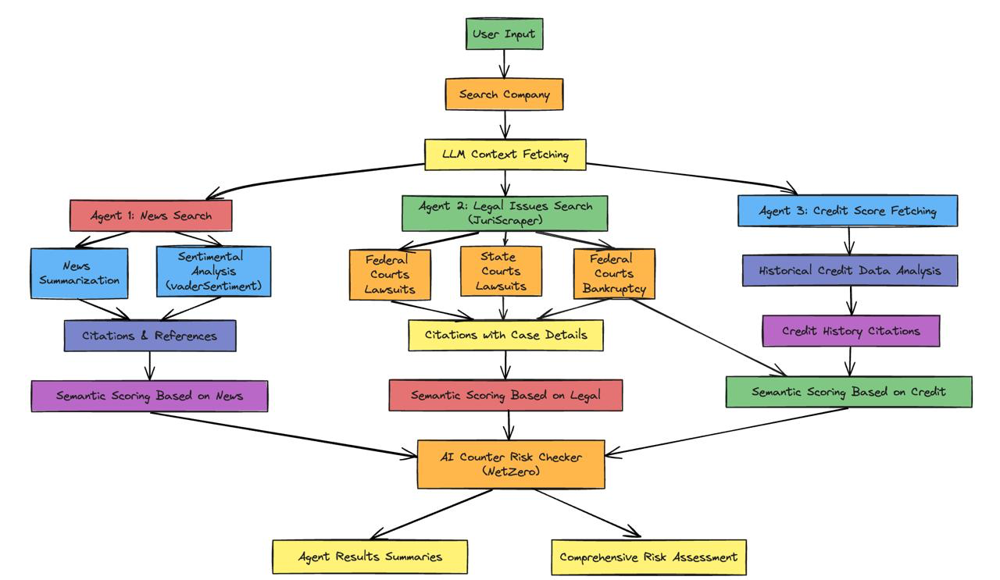 User Input
Search Company
LLM Context Fetching
Agent 1: News Search
Agent 2: Legal Issues Search
(JuriScraper)
Agent 3: Credit Score Fetching
News
Summarization
Sentimental
Analysis
(vaderSentiment)
Federal
Courts
Lawsuits
State
Courts
Lawsuits
Federal
Courts
Bankruptcy
Historical Credit Data Analysis
Citations & References
Citations with Case Details
Credit History Citations
Semantic Scoring Based on News
Semantic Scoring Based on Legal
Semantic Scoring Based on Credit
AI Counter Risk Checker
(NetZero)
Agent Results Summaries
Comprehensive Risk Assessment